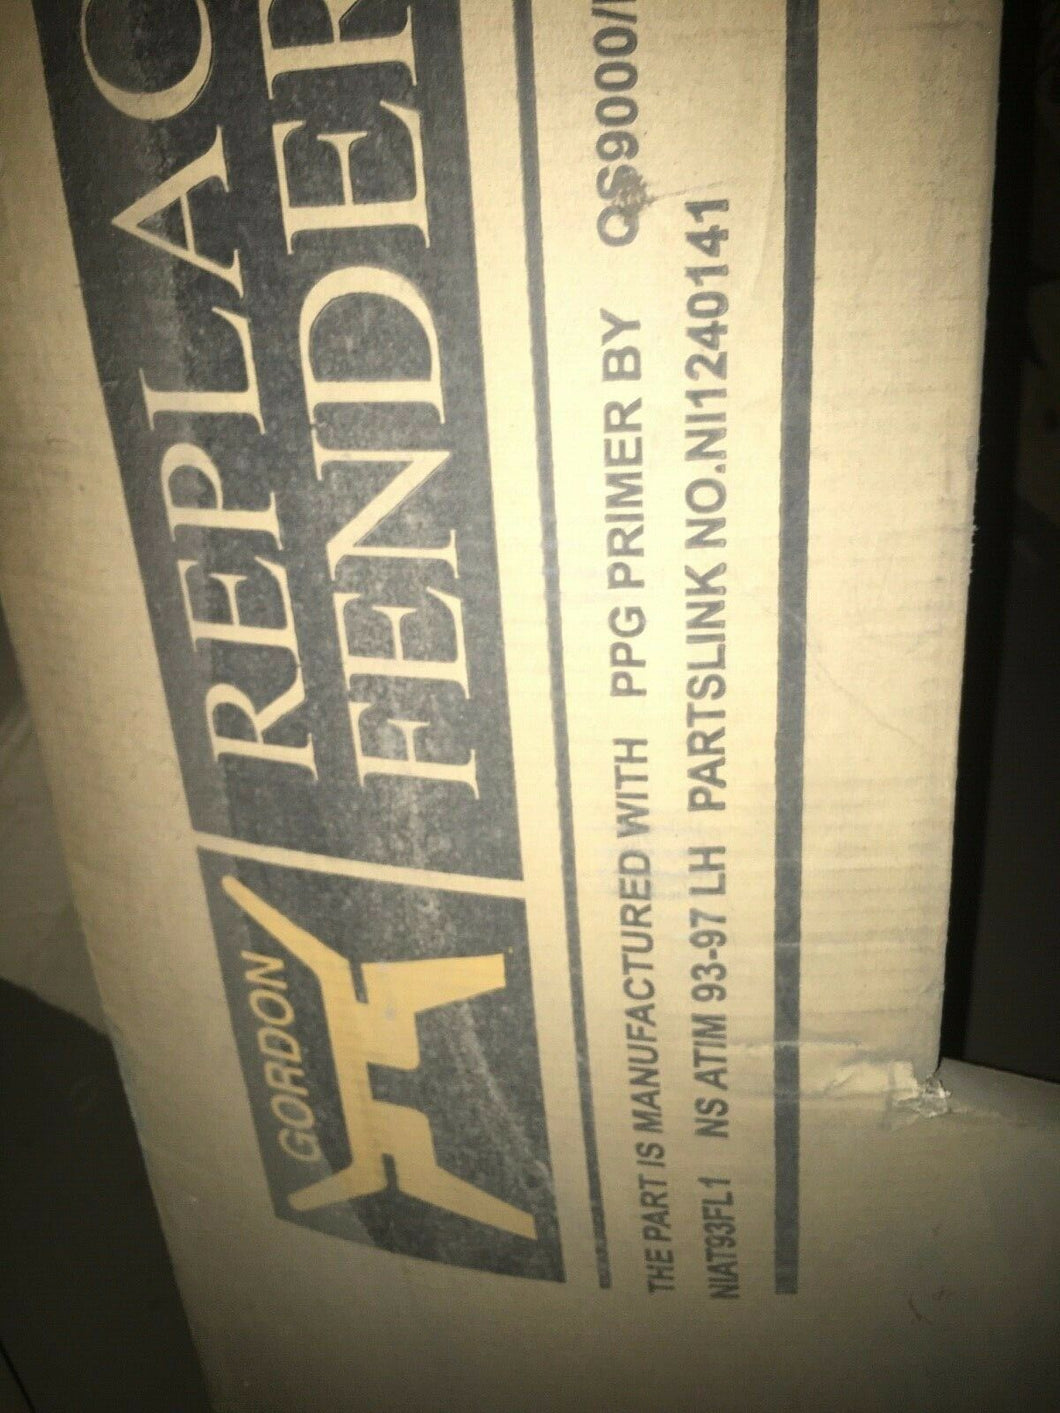 GORDON
REPLAC
FENDER
THE PART IS MANUFACTURED WITH PPG PRIMER BY QS9000/
NIAT93FL1 NS ATIM 93-97 LH PARTSLINK NO.NI1240141